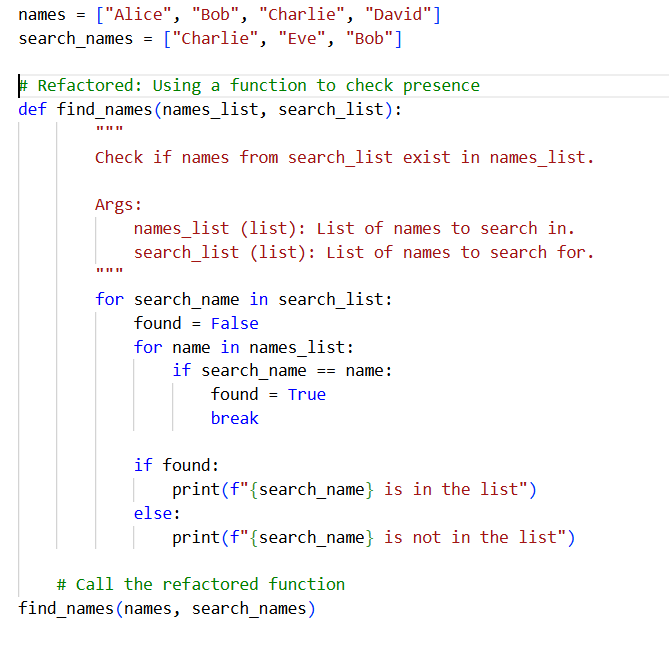 names = ["Alice", "Bob", "Charlie", "David"]
search_names = ["Charlie", "Eve", "Bob"]

# Refactored: Using a function to check presence
def find_names(names_list, search_list):
        """
        Check if names from search_list exist in names_list.

        Args:
            names_list (list): List of names to search in.
            search_list (list): List of names to search for.
        """
        for search_name in search_list:
            found = False
            for name in names_list:
                if search_name == name:
                    found = True
                    break

            if found:
                print(f"{search_name} is in the list")
            else:
                print(f"{search_name} is not in the list")

    # Call the refactored function
find_names(names, search_names)